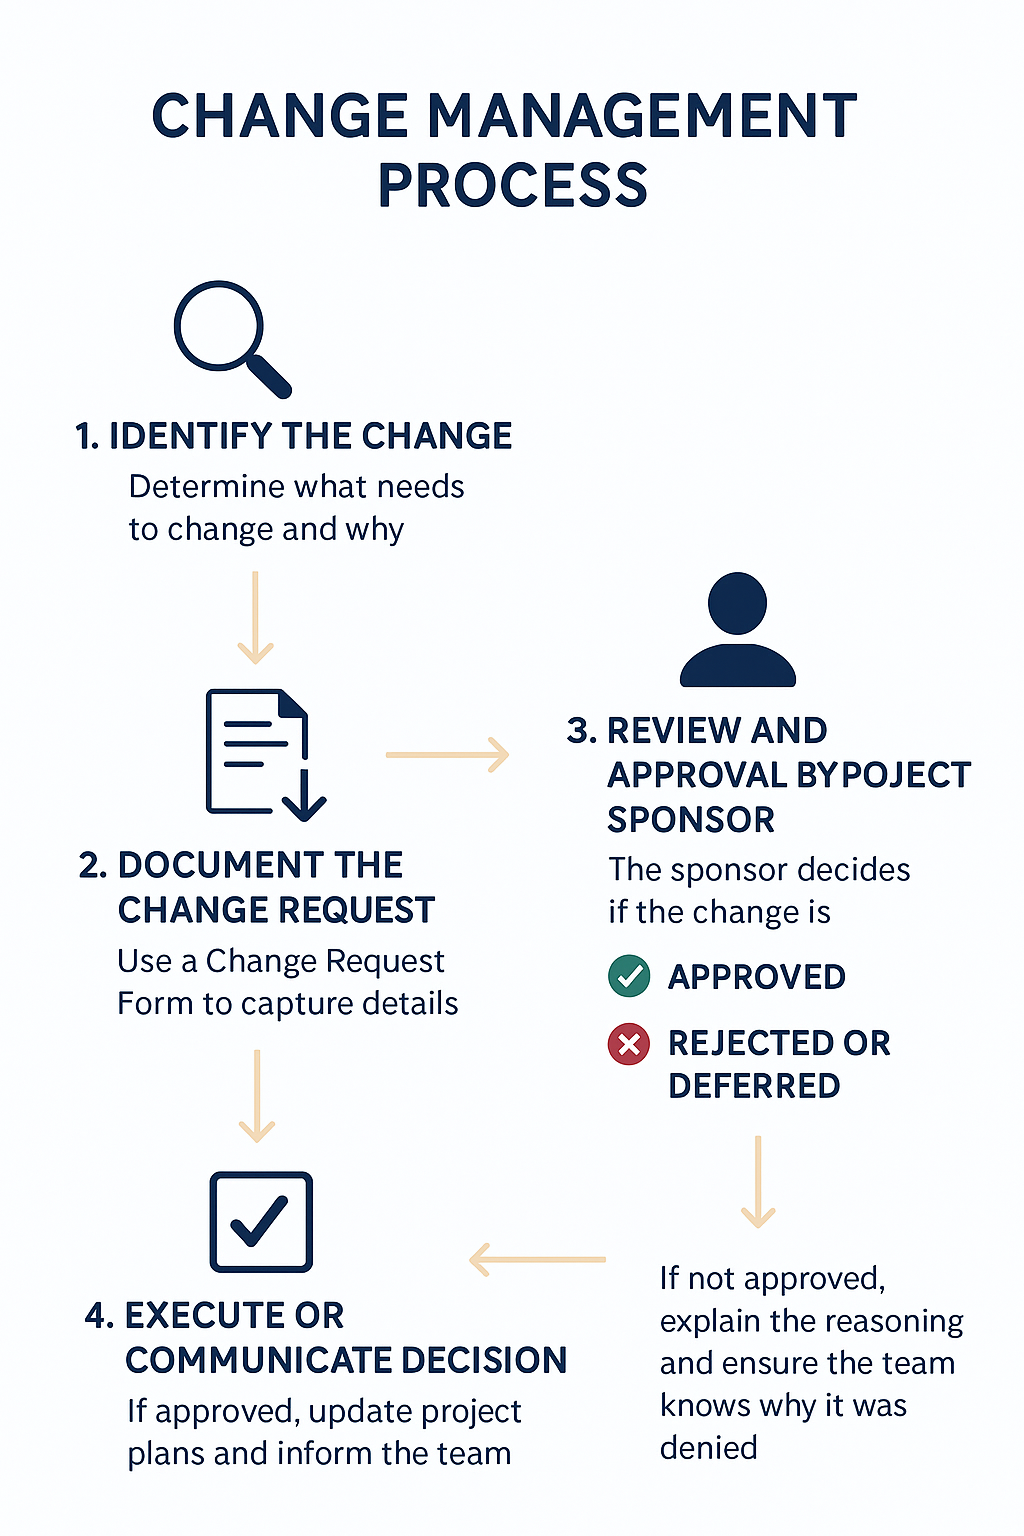 CHANGE MANAGEMENT
PROCESS
1. IDENTIFY THE CHANGE
Determine what needs
to change and why
2. DOCUMENT THE
CHANGE REQUEST
Use a Change Request
Form to capture details
3. REVIEW AND
APPROVAL BYPOJECT
SPONSOR
The sponsor decides
if the change is
APPROVED
REJECTED OR
DEFERRED
4. EXECUTE OR
COMMUNICATE DECISION
If approved, update project
plans and inform the team
If not approved,
explain the reasoning
and ensure the team
knows why it was
denied